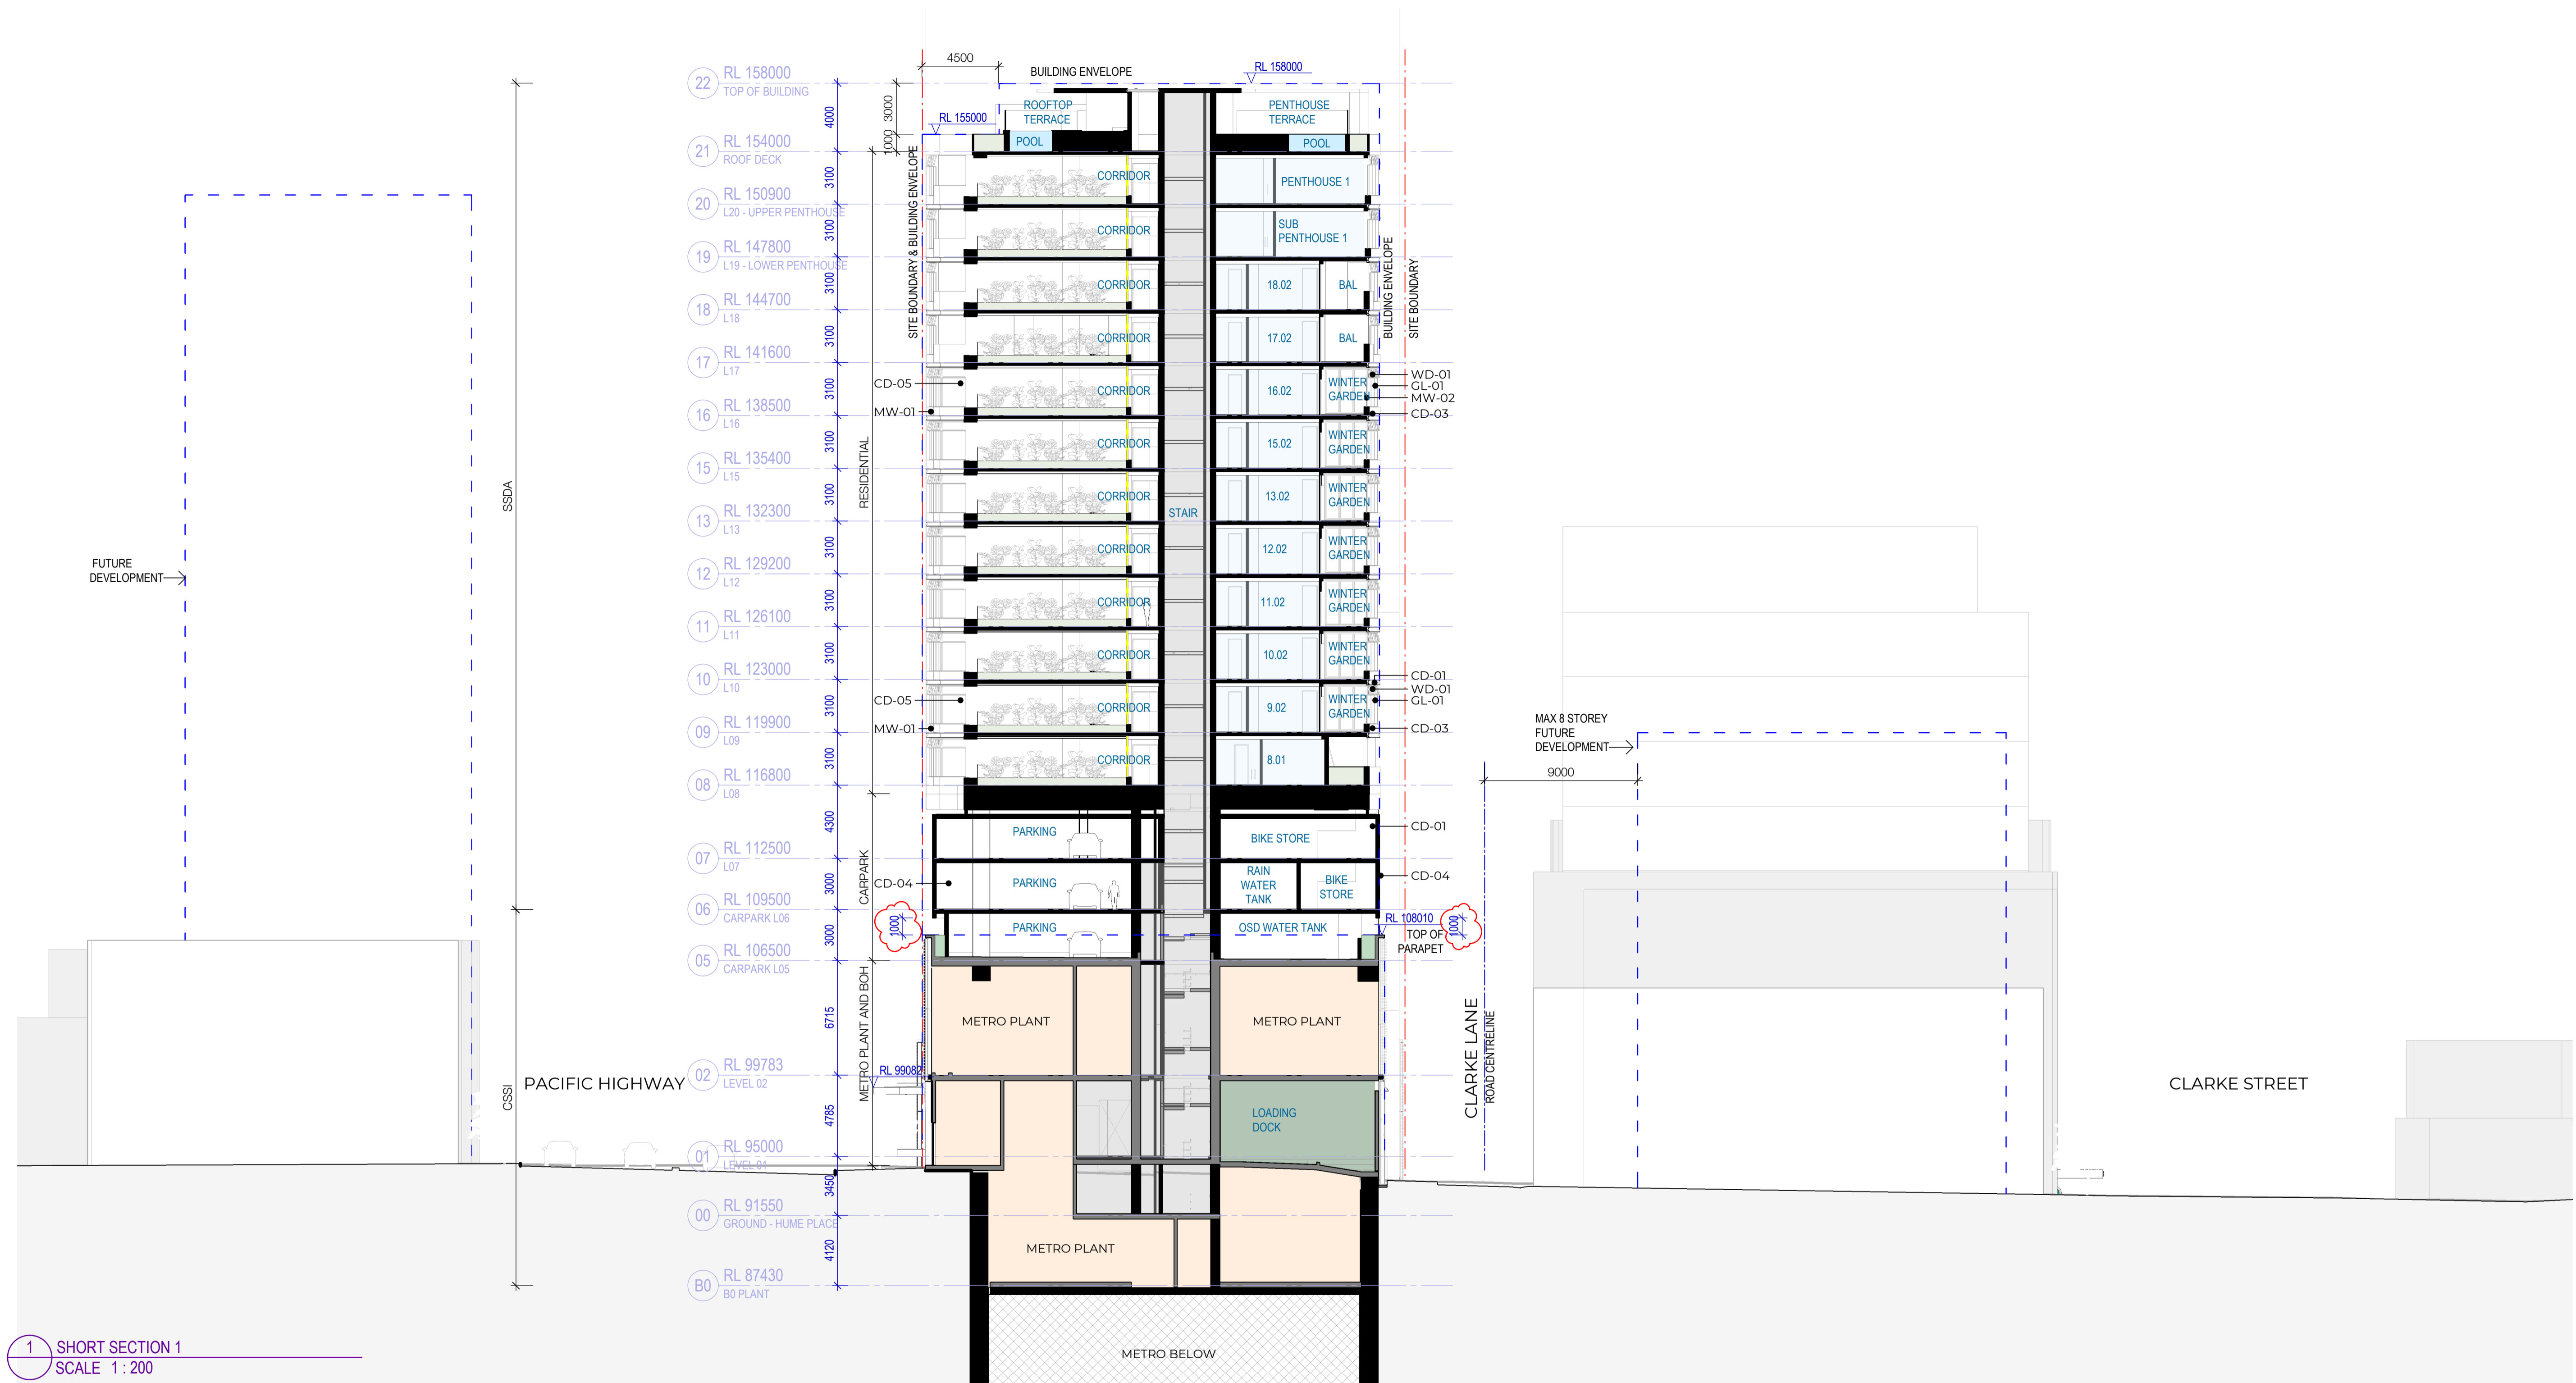 4500
BUILDING ENVELOPE
RL 158000
22 RL 158000
TOP OF BUILDING
4000
3000
1000
RL 155000
ROOFTOP
TERRACE
PENTHOUSE
TERRACE
POOL
POOL
21 RL 154000
ROOF DECK
3100
CORRIDOR
PENTHOUSE 1
20 RL 150900
L20 - UPPER PENTHOUSE
3100
CORRIDOR
SUB
PENTHOUSE 1
19 RL 147800
L19 - LOWER PENTHOUSE
3100
CORRIDOR
18.02
BAL
18 RL 144700
L18
3100
CORRIDOR
17.02
BAL
17 RL 141600
L17
3100
CORRIDOR
16.02
WINTER
GARDEN
16 RL 138500
L16
3100
CORRIDOR
15.02
WINTER
GARDEN
15 RL 135400
L15
3100
CORRIDOR
13.02
WINTER
GARDEN
13 RL 132300
L13
3100
CORRIDOR
12.02
WINTER
GARDEN
12 RL 129200
L12
3100
CORRIDOR
11.02
WINTER
GARDEN
11 RL 126100
L11
3100
CORRIDOR
10.02
WINTER
GARDEN
10 RL 123000
L10
3100
CORRIDOR
9.02
WINTER
GARDEN
09 RL 119900
L09
3100
CORRIDOR
8.01
08 RL 116800
L08
4300
PARKING
BIKE STORE
07 RL 112500
L07
3000
PARKING
RAIN
WATER
TANK
BIKE
STORE
06 RL 109500
CARPARK L06
3000
PARKING
OSD WATER TANK
05 RL 106500
CARPARK L05
6715
METRO PLANT
METRO PLANT
02 RL 99783
LEVEL 02
4785
RL 99082
LOADING
DOCK
01 RL 95000
LEVEL 01
3450
00 RL 91550
GROUND - HUME PLACE
4120
METRO PLANT
B0 RL 87430
B0 PLANT
METRO BELOW
STAIR
SITE BOUNDARY & BUILDING ENVELOPE
BUILDING ENVELOPE
SITE BOUNDARY
SSDA
CSSI
RESIDENTIAL
CARPARK
METRO PLANT AND BOH
CD-05
MW-01
CD-05
MW-01
CD-04
WD-01
GL-01
MW-02
CD-03
CD-01
WD-01
GL-01
CD-03
CD-01
CD-04
1000
RL 108010
TOP OF
PARAPET
1000
FUTURE
DEVELOPMENT
PACIFIC HIGHWAY
CLARKE LANE
ROAD CENTRELINE
MAX 8 STOREY
FUTURE
DEVELOPMENT
9000
CLARKE STREET
1 SHORT SECTION 1
SCALE 1 : 200